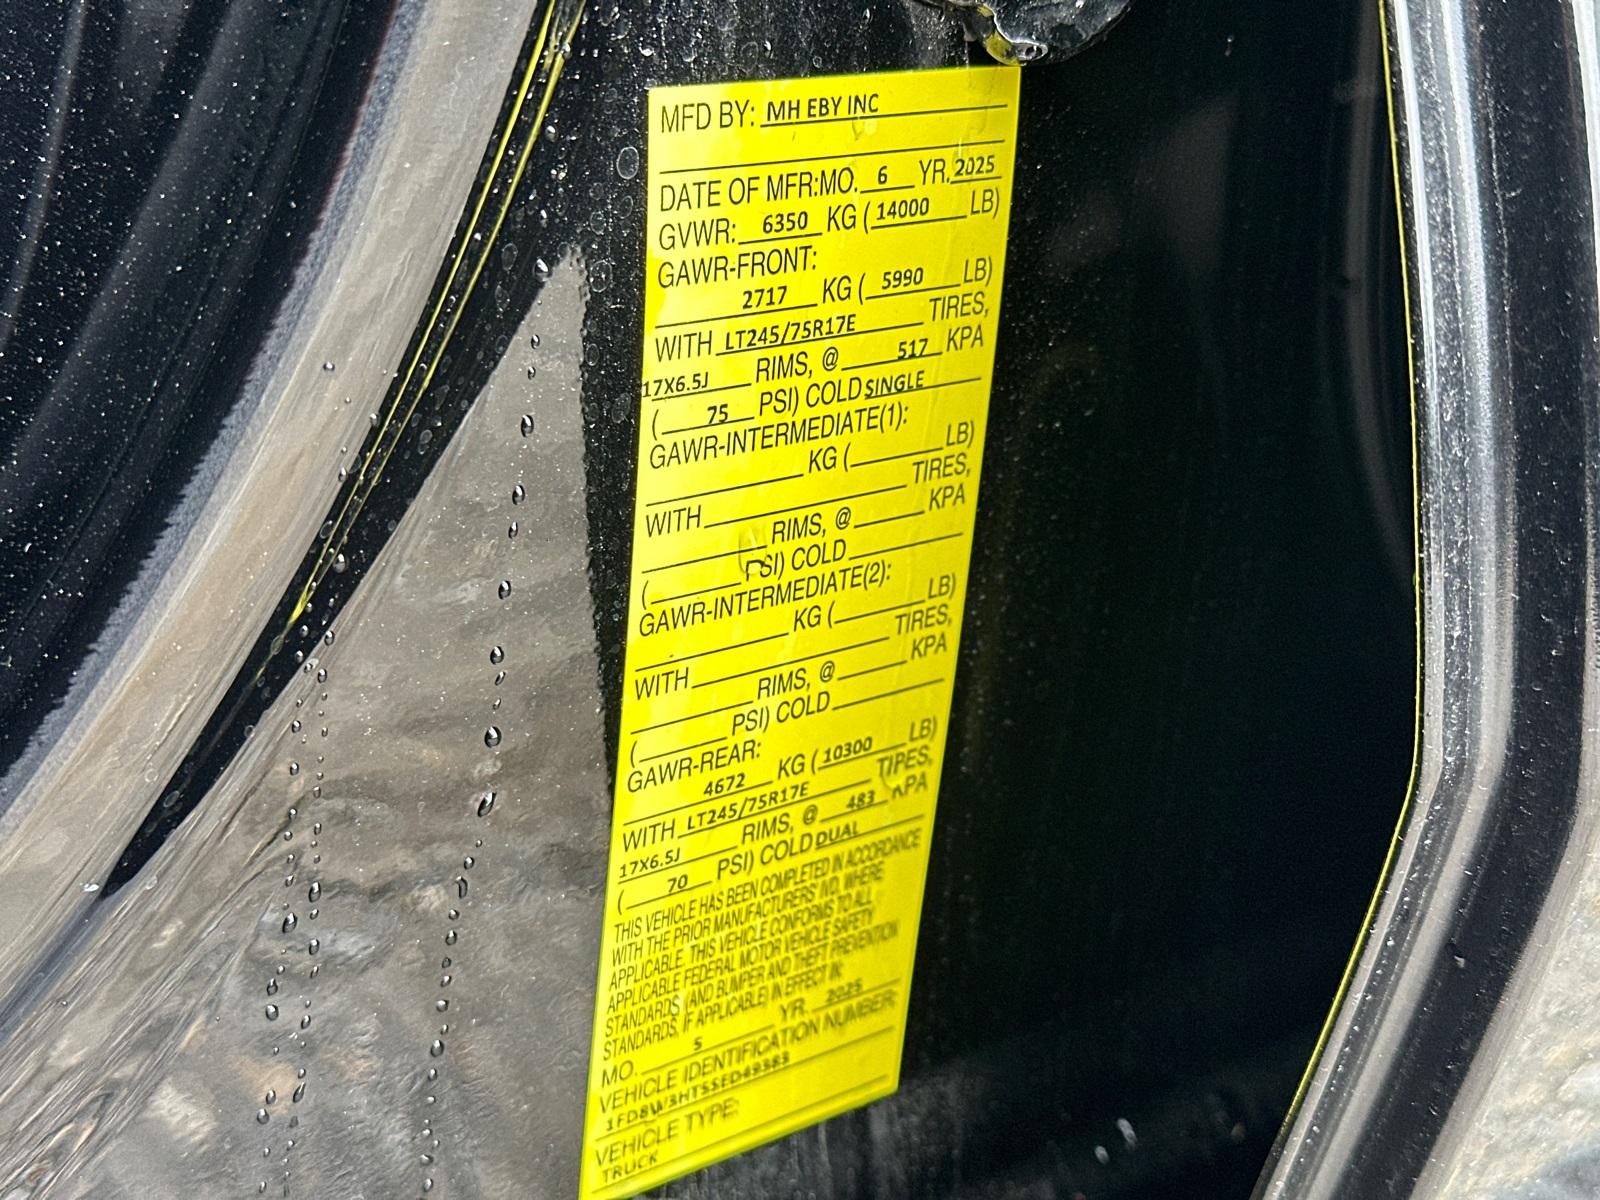 MFD BY: MH EBY INC
DATE OF MFR:MO. 6 YR. 2025
GVWR: 6350 KG ( 14000 LB)
GAWR-FRONT:
2717 KG ( 5990 LB)
WITH LT245/75R17E TIRES,
17X6.5J RIMS, @ 517 KPA
( 75 PSI) COLD SINGLE
GAWR-INTERMEDIATE(1):
KG ( LB)
WITH TIRES,
RIMS, @ KPA
( PSI) COLD
GAWR-INTERMEDIATE(2):
KG ( LB)
WITH TIRES,
RIMS, @ KPA
( PSI) COLD
GAWR-REAR:
4672 KG ( 10300 LB)
WITH LT245/75R17E TIRES,
17X6.5J RIMS, @ 483 KPA
( 70 PSI) COLD DUAL
THIS VEHICLE HAS BEEN COMPLETED IN ACCORDANCE
WITH THE PRIOR MANUFACTURERS' IVD, WHERE
APPLICABLE. THIS VEHICLE CONFORMS TO ALL
APPLICABLE FEDERAL MOTOR VEHICLE SAFETY
STANDARDS, (AND BUMPER AND THEFT PREVENTION
STANDARDS, IF APPLICABLE) IN EFFECT IN:
MO. 5 YR. 2025
VEHICLE IDENTIFICATION NUMBER:
VEHICLE TYPE:
TRUCK